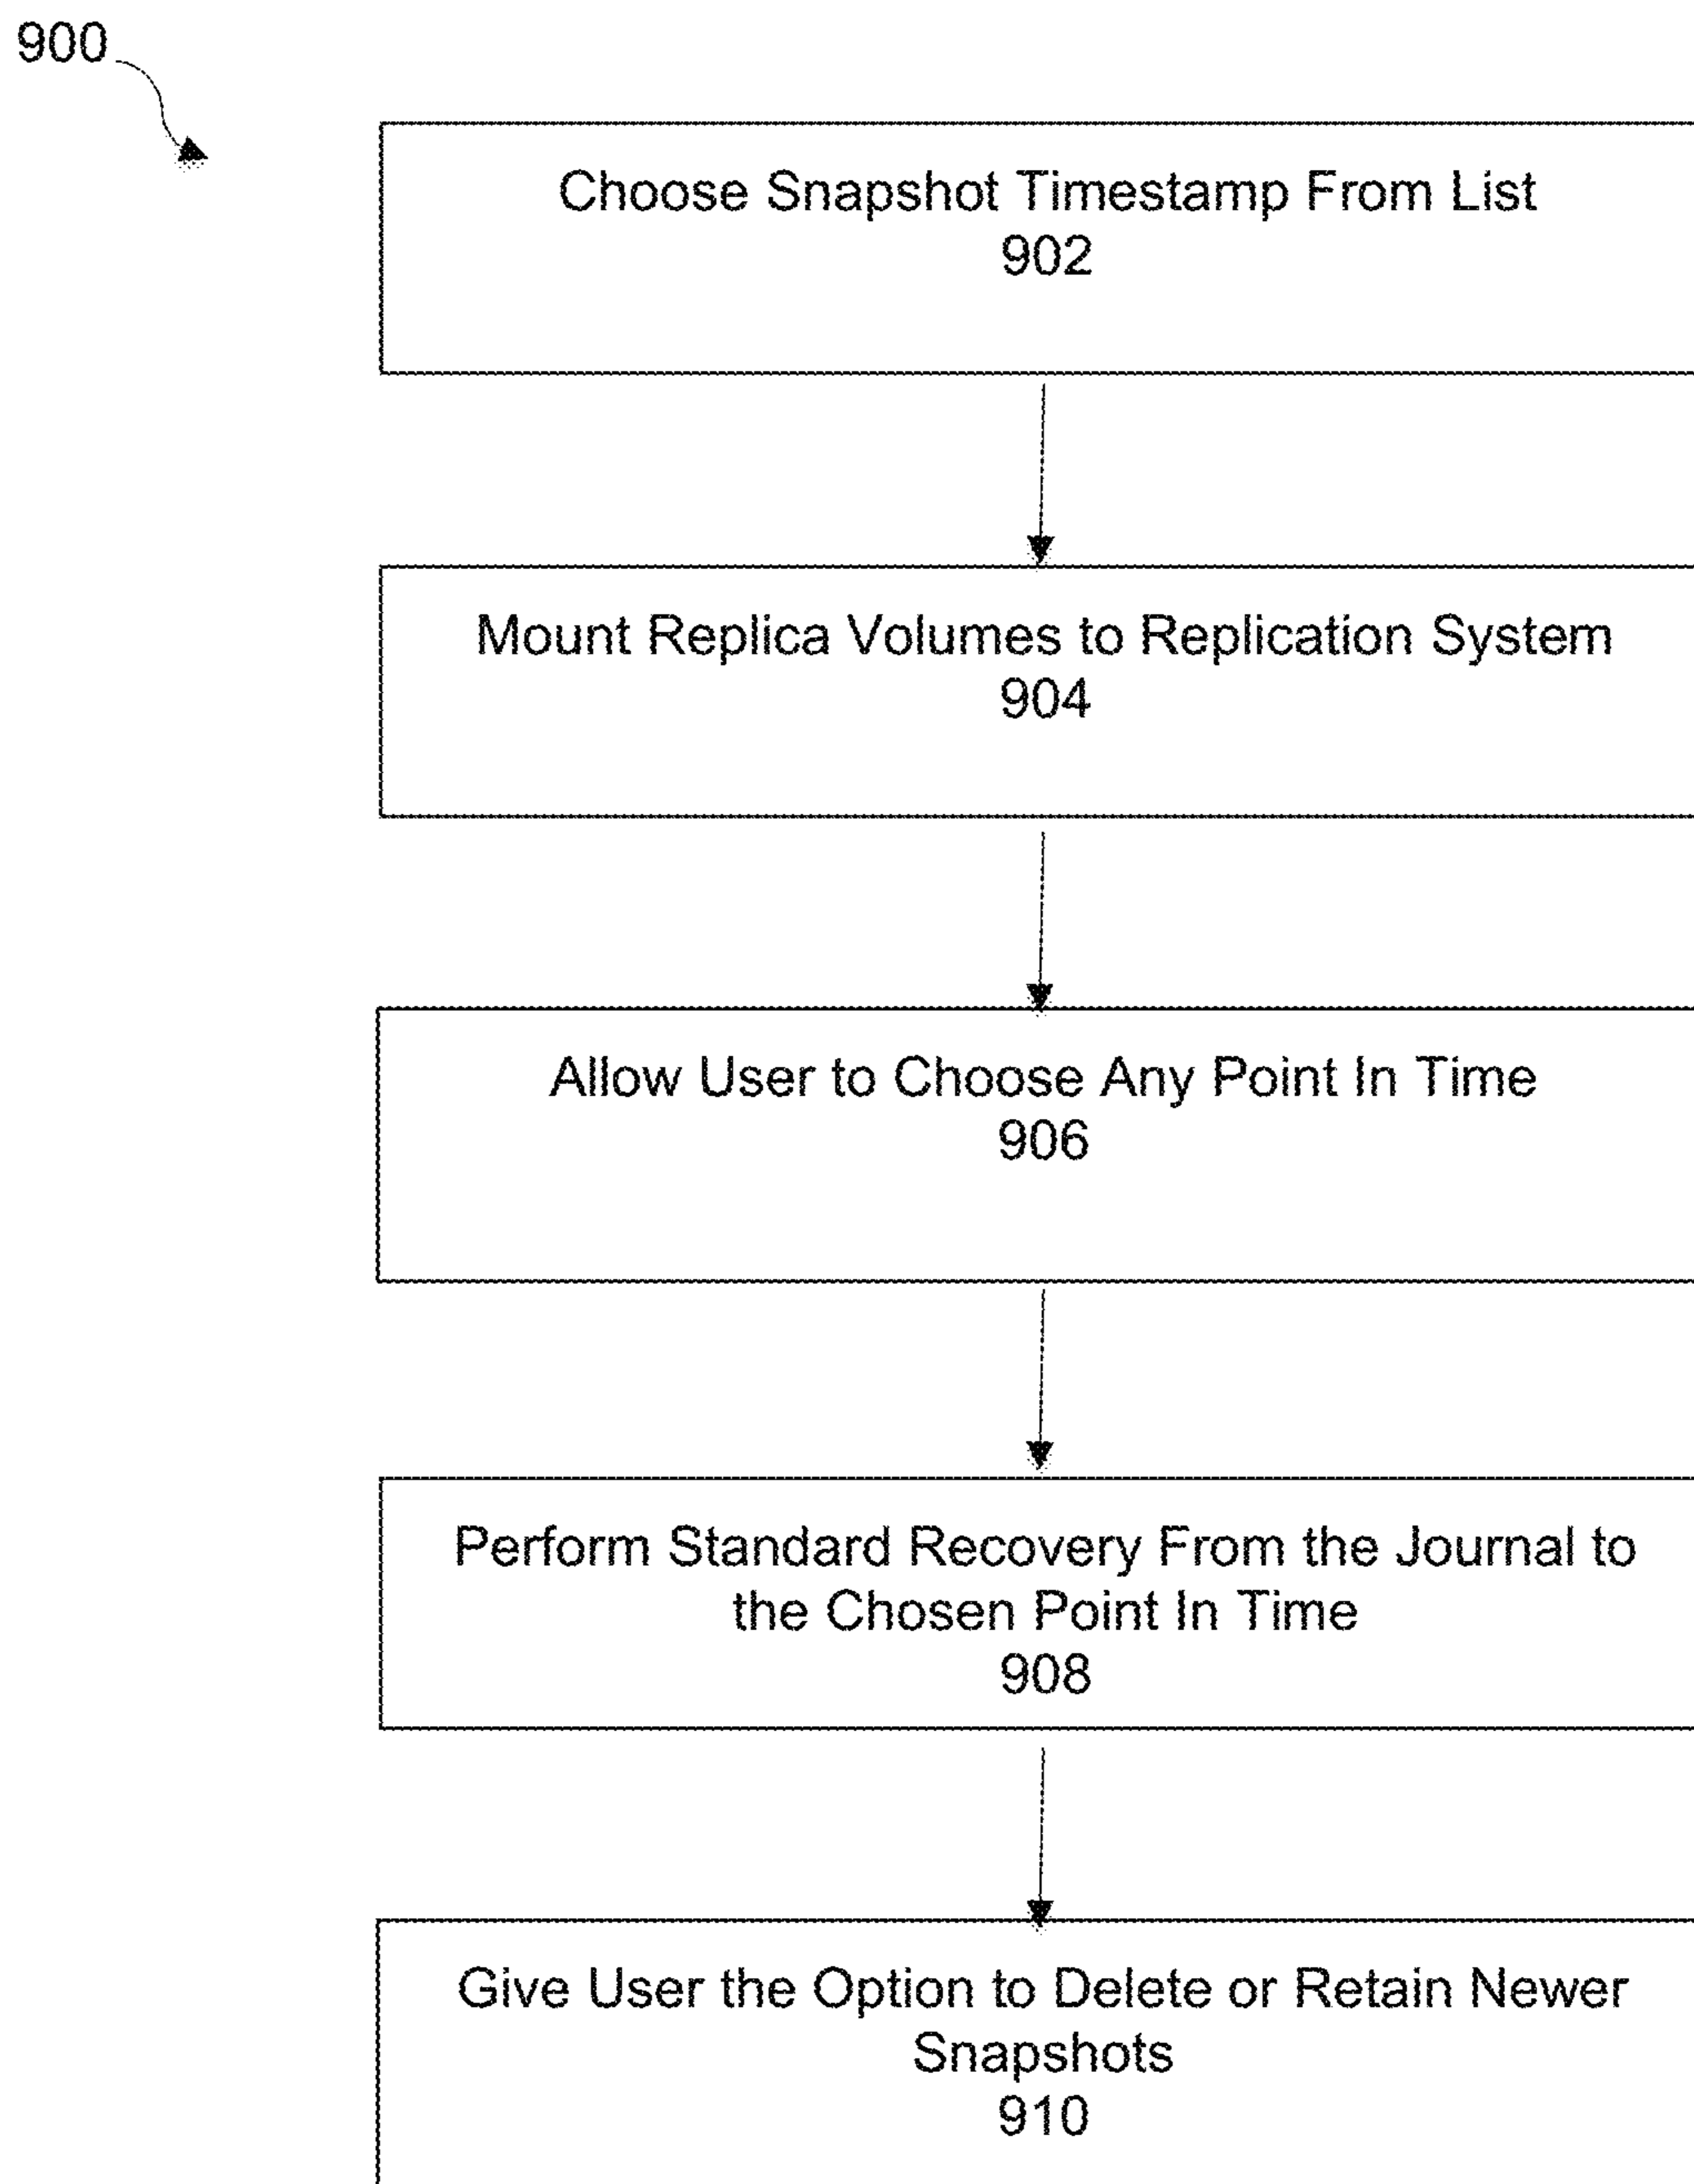 900
Choose Snapshot Timestamp From List
902
Mount Replica Volumes to Replication System
904
Allow User to Choose Any Point In Time
906
Perform Standard Recovery From the Journal to
the Chosen Point In Time
908
Give User the Option to Delete or Retain Newer
Snapshots
910